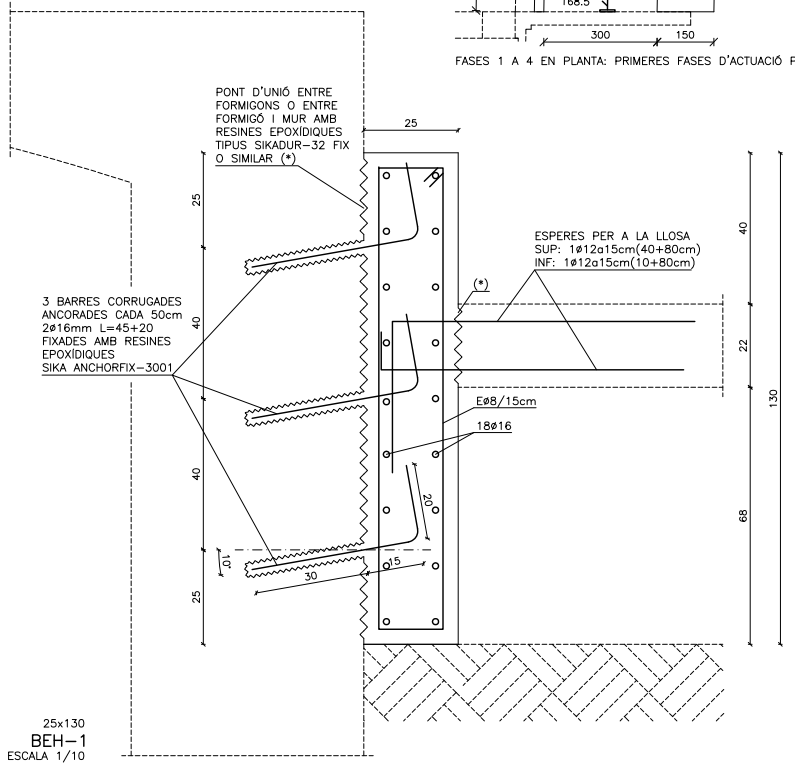 168.5
300
150
FASES 1 A 4 EN PLANTA: PRIMERES FASES D'ACTUACIÓ P
PONT D'UNIÓ ENTRE
FORMIGONS O ENTRE
FORMIGÓ I MUR AMB
RESINES EPOXÍDIQUES
TIPUS SIKADUR-32 FIX
O SIMILAR (*)
25
25
40
ESPERES PER A LA LLOSA
SUP: 1ø12a15cm(40+80cm)
INF: 1ø12a15cm(10+80cm)
(*)
3 BARRES CORRUGADES
ANCORADES CADA 50cm
2ø16mm L=45+20
FIXADES AMB RESINES
EPOXÍDIQUES
SIKA ANCHORFIX-3001
40
22
130
Eø8/15cm
18ø16
40
20
68
10°
30
15
25
25x130
BEH-1
ESCALA 1/10